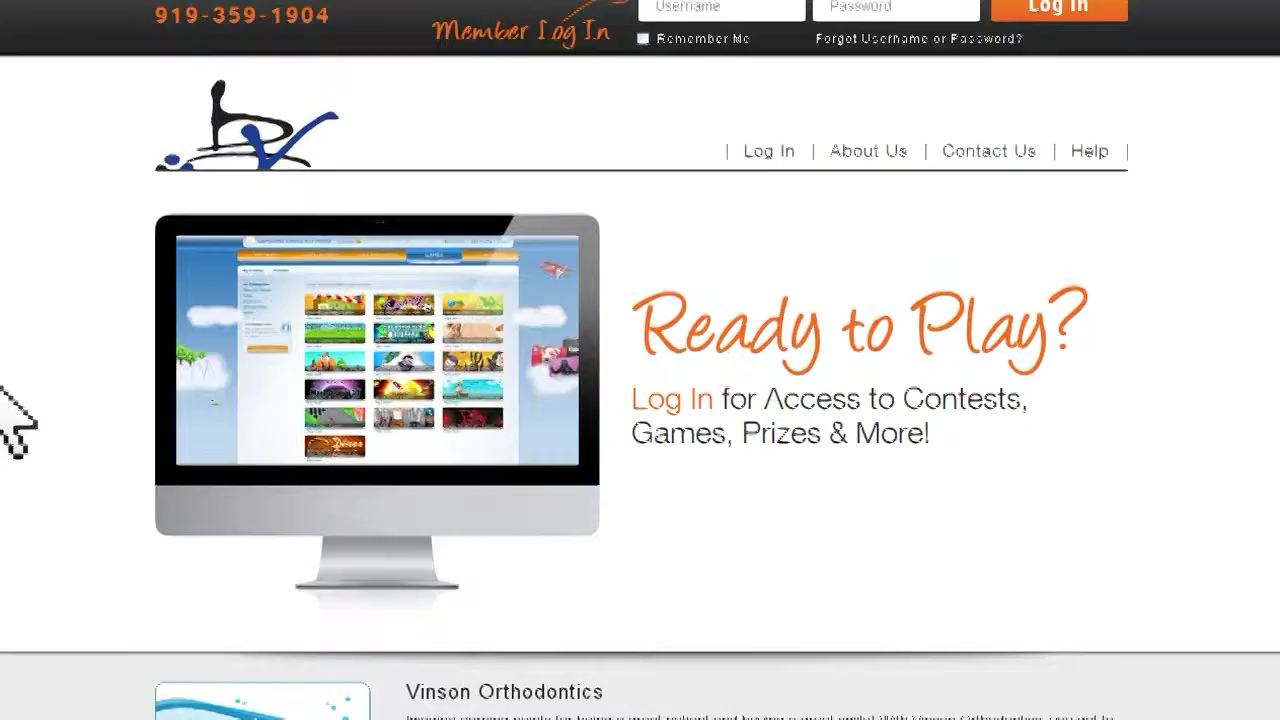 919-359-1904
Member Log In
Username
Password
Log In
Remember Me
Forgot Username or Password?
| Log In | About Us | Contact Us | Help |
Ready to Play?
Log In for Access to Contests,
Games, Prizes & More!
Vinson Orthodontics